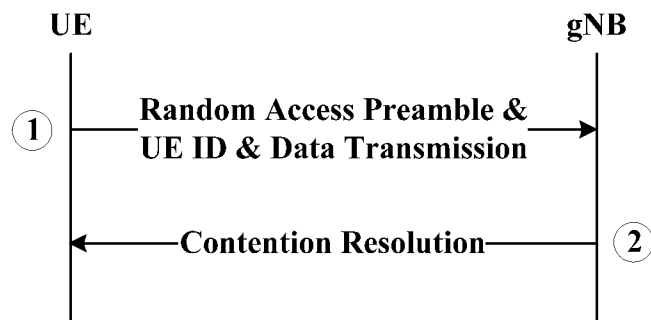 UE
gNB
1
Random Access Preamble &
UE ID & Data Transmission
Contention Resolution
2